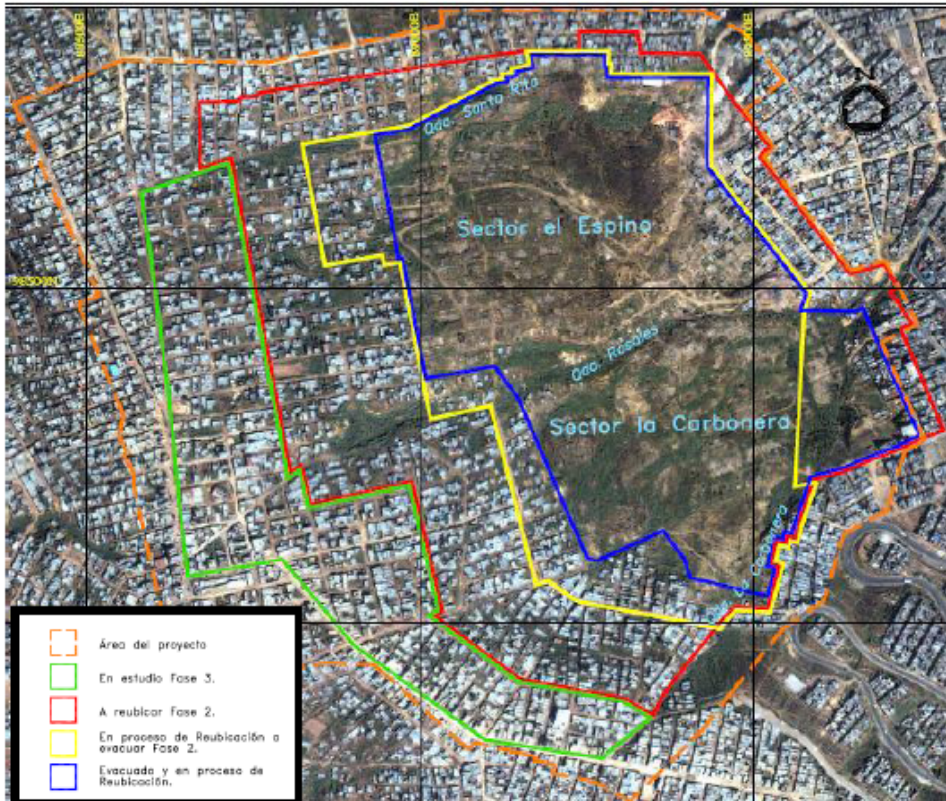 Qda. Santa Rita
Sector el Espino
Qda. Rosales
Sector la Carbonera
Área del proyecto
En estudio Fase 3.
A reubicar Fase 2.
En proceso de Reubicación o
evacuar Fase 2.
Evacuada y en proceso de
Reubicación.